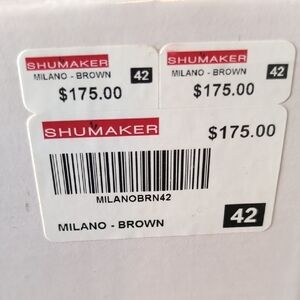 SHUMAKER
MILANO - BROWN 42
$175.00
SHUMAKER
MILANO - BROWN 42
$175.00
SHUMAKER $175.00
MILANOBRN42
MILANO - BROWN 42